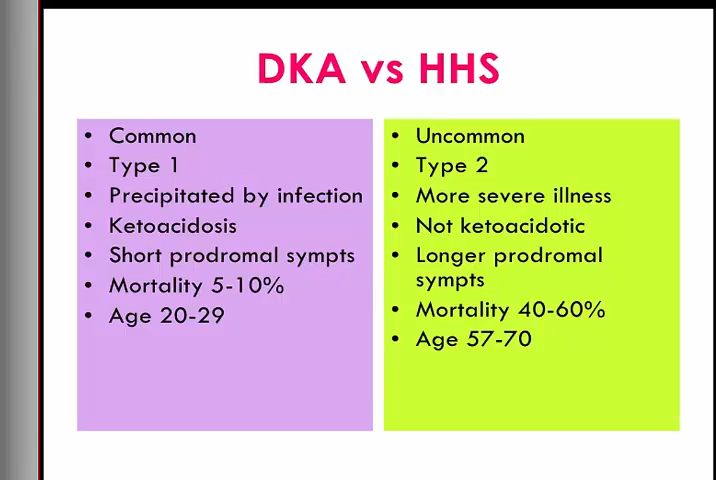 DKA vs HHS
• Common
• Type 1
• Precipitated by infection
• Ketoacidosis
• Short prodromal sympts
• Mortality 5-10%
• Age 20-29
• Uncommon
• Type 2
• More severe illness
• Not ketoacidotic
• Longer prodromal
sympts
• Mortality 40-60%
• Age 57-70